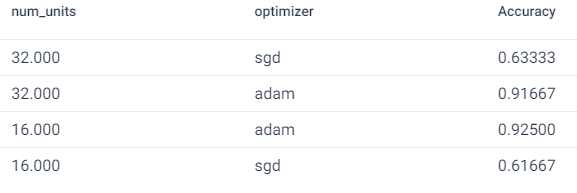 num_units optimizer Accuracy
32.000 sgd 0.63333
32.000 adam 0.91667
16.000 adam 0.92500
16.000 sgd 0.61667